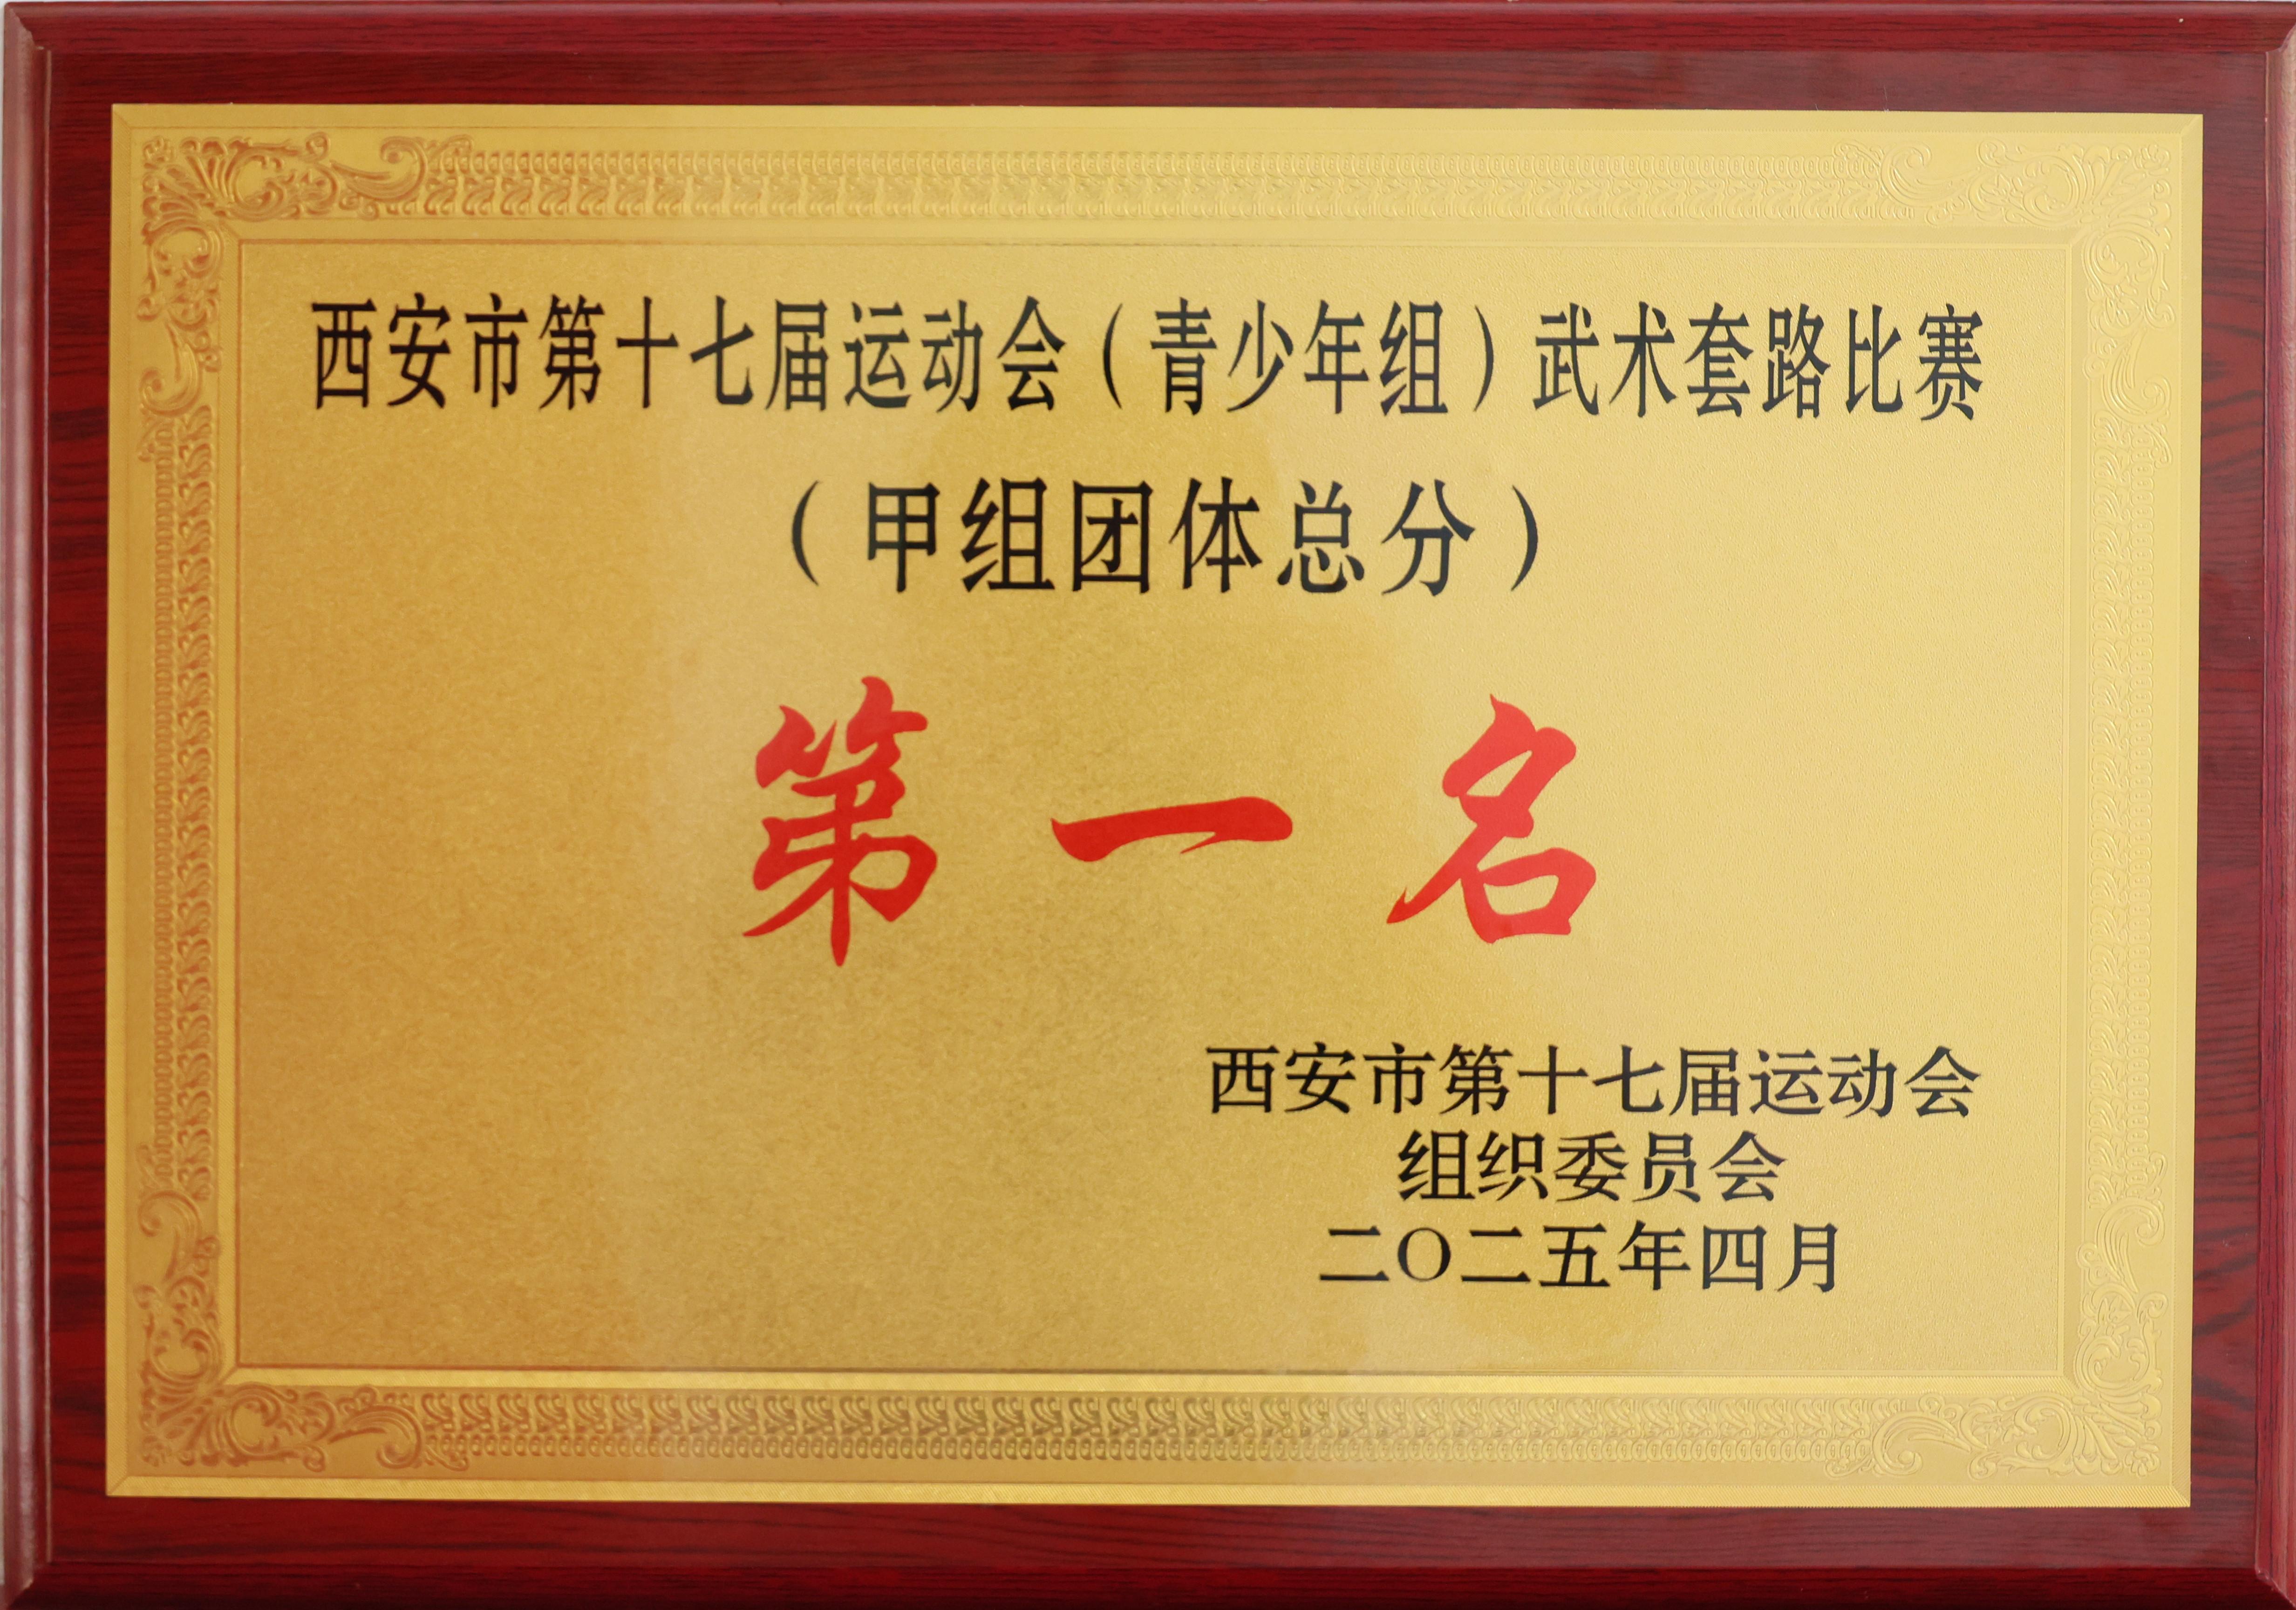 西安市第十七届运动会（青少年组）武术套路比赛
（甲组团体总分）
第一名
西安市第十七届运动会
组织委员会
二〇二五年四月